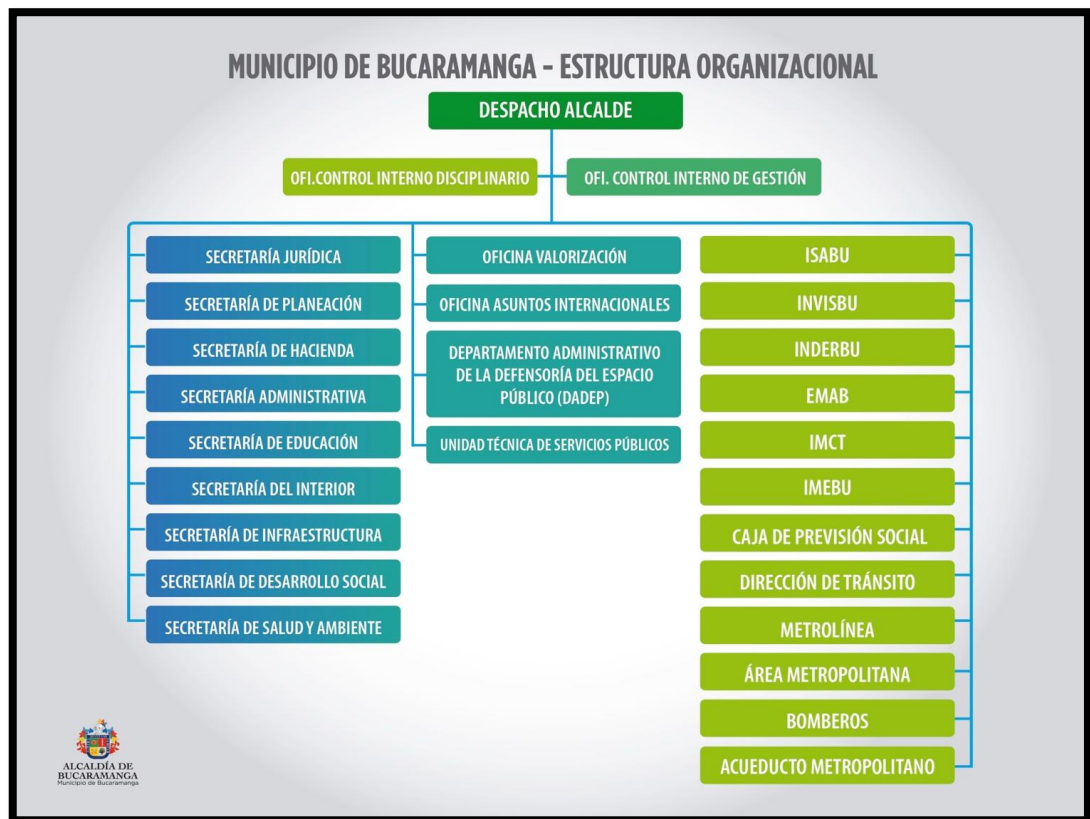 MUNICIPIO DE BUCARAMANGA - ESTRUCTURA ORGANIZACIONAL
DESPACHO ALCALDE
OFI.CONTROL INTERNO DISCIPLINARIO
OFI. CONTROL INTERNO DE GESTIÓN
SECRETARÍA JURÍDICA
SECRETARÍA DE PLANEACIÓN
SECRETARÍA DE HACIENDA
SECRETARÍA ADMINISTRATIVA
SECRETARÍA DE EDUCACIÓN
SECRETARÍA DEL INTERIOR
SECRETARÍA DE INFRAESTRUCTURA
SECRETARÍA DE DESARROLLO SOCIAL
SECRETARÍA DE SALUD Y AMBIENTE
OFICINA VALORIZACIÓN
OFICINA ASUNTOS INTERNACIONALES
DEPARTAMENTO ADMINISTRATIVO
DE LA DEFENSORÍA DEL ESPACIO
PÚBLICO (DADEP)
UNIDAD TÉCNICA DE SERVICIOS PÚBLICOS
ISABU
INVISBU
INDERBU
EMAB
IMCT
IMEBU
CAJA DE PREVISIÓN SOCIAL
DIRECCIÓN DE TRÁNSITO
METROLÍNEA
ÁREA METROPOLITANA
BOMBEROS
ACUEDUCTO METROPOLITANO
ALCALDÍA DE
BUCARAMANGA
Municipio de Bucaramanga